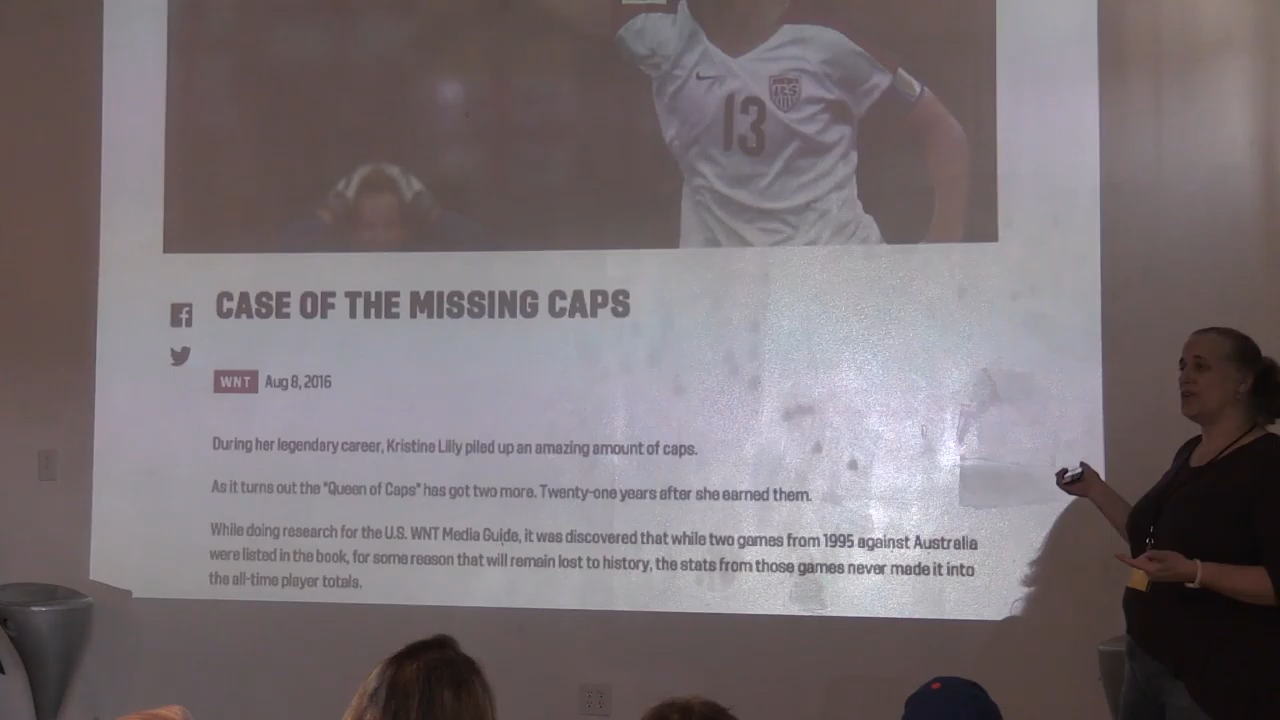 13
US
CASE OF THE MISSING CAPS
WNT Aug 8, 2016
During her legendary career, Kristine Lilly piled up an amazing amount of caps.
As it turns out the "Queen of Caps" has got two more. Twenty-one years after she earned them.
While doing research for the U.S. WNT Media Guide, it was discovered that while two games from 1995 against Australia
were listed in the book, for some reason that will remain lost to history, the stats from those games never made it into
the all-time player totals.